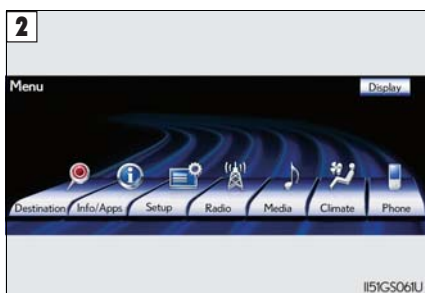 2
Menu
Display
Destination Info/Apps Setup Radio Media Climate Phone
II51GS061U